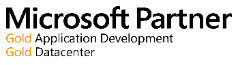 Microsoft Partner
Gold Application Development
Gold Datacenter